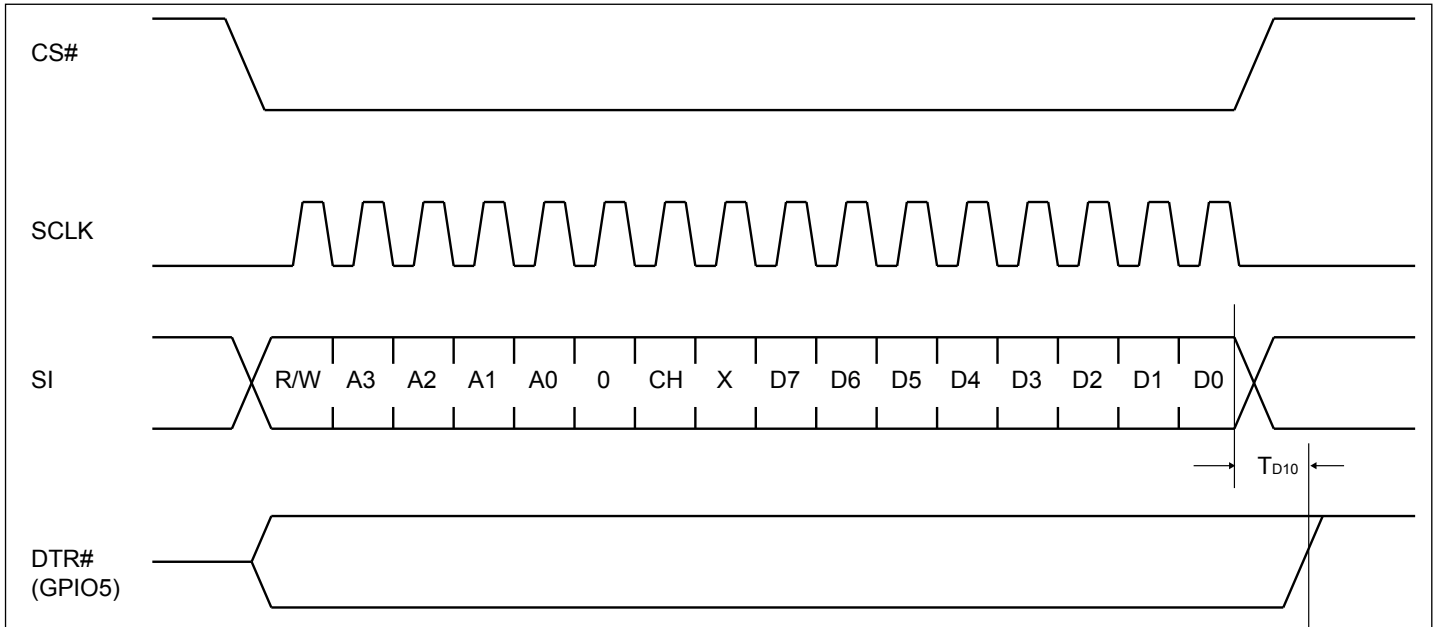 CS#
SCLK
SI R/W A3 A2 A1 A0 0 CH X D7 D6 D5 D4 D3 D2 D1 D0
TD10
DTR#
(GPIO5)